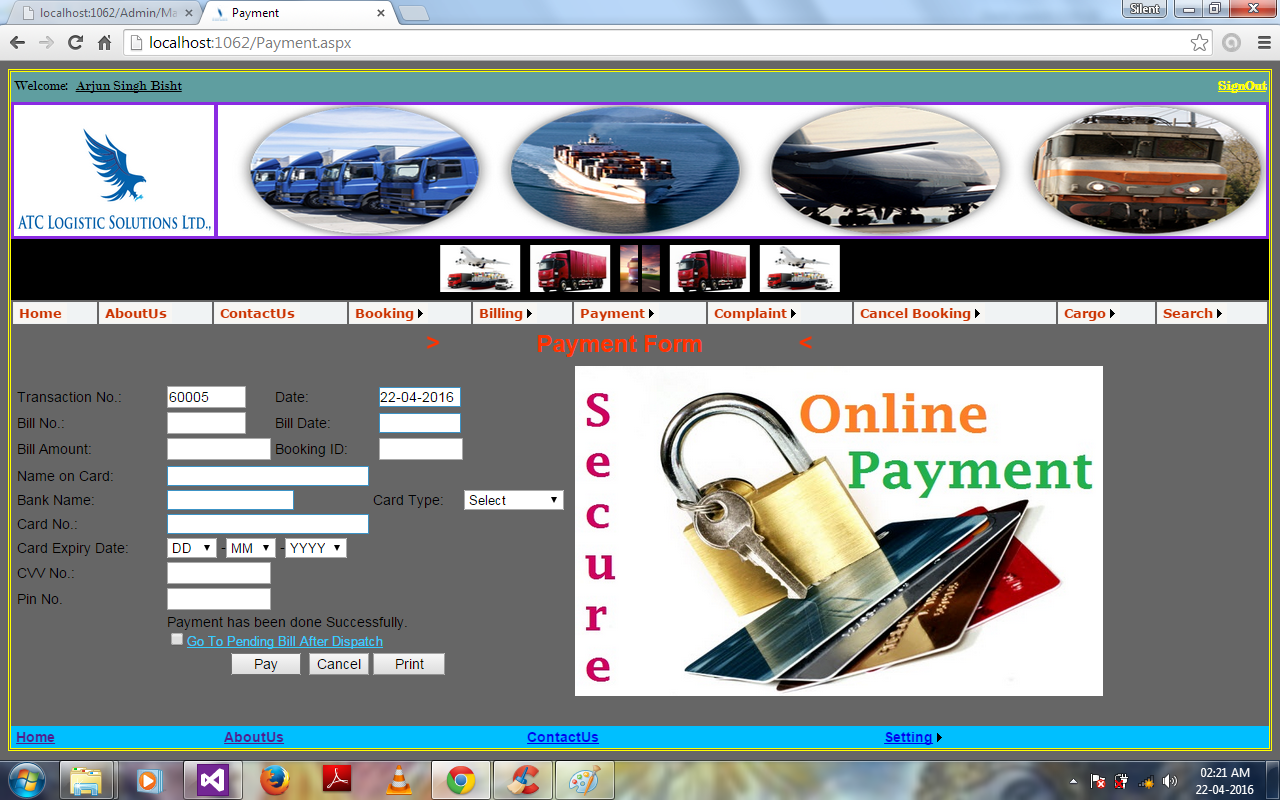 localhost:1062/Admin/Ma
Payment
Silent
localhost:1062/Payment.aspx
Welcome: Arjun Singh Bisht
SignOut
ATC LOGISTIC SOLUTIONS LTD.,
Home AboutUs ContactUs Booking Billing Payment Complaint Cancel Booking Cargo Search
> Payment Form <
Transaction No.: 60005 Date: 22-04-2016
Bill No.: Bill Date:
Bill Amount: Booking ID:
Name on Card:
Bank Name: Card Type: Select
Card No.:
Card Expiry Date: DD - MM - YYYY
CVV No.:
Pin No.
Payment has been done Successfully.
Go To Pending Bill After Dispatch
Pay Cancel Print
Secure
Online
Payment
Home AboutUs ContactUs Setting
02:21 AM
22-04-2016